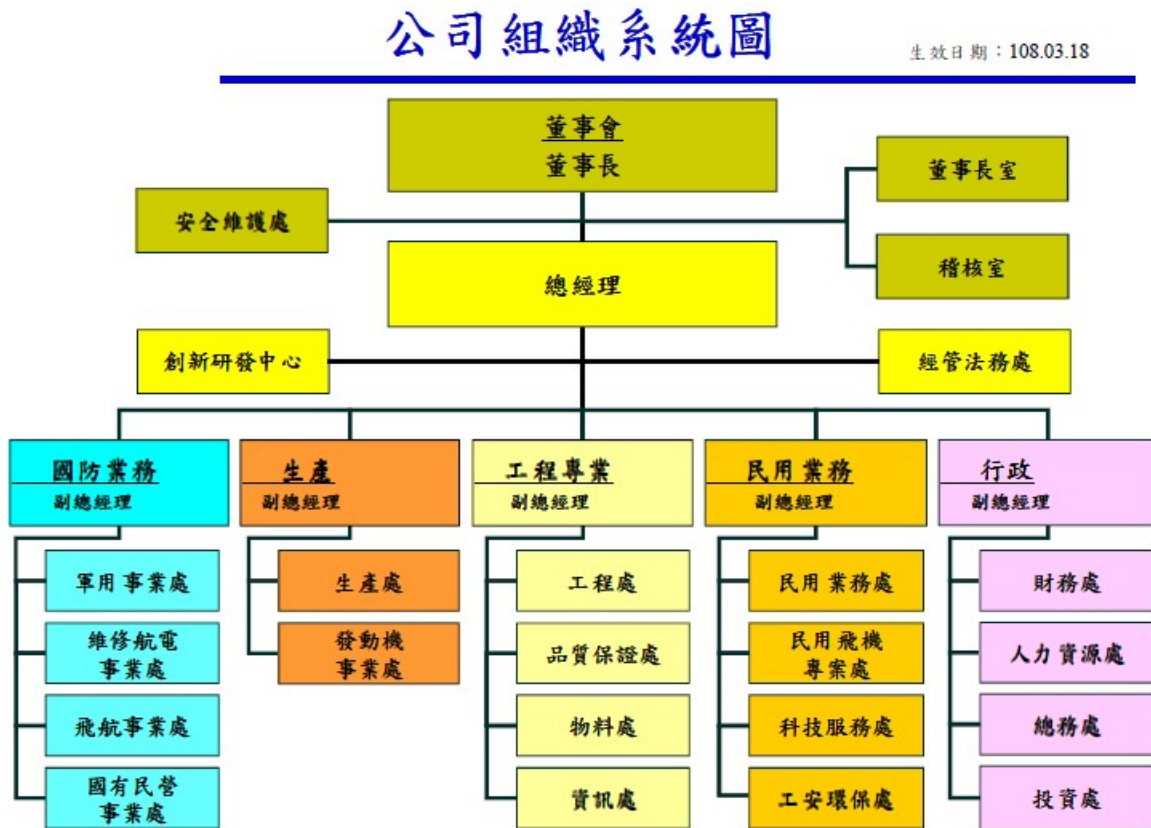 公司組織系統圖
生效日期：108.03.18
董事會
董事長
董事長室
安全維護處
稽核室
總經理
創新研發中心
經管法務處
國防業務
副總經理
生產
副總經理
工程專業
副總經理
民用業務
副總經理
行政
副總經理
軍用事業處
生產處
工程處
民用業務處
財務處
維修航電
事業處
發動機
事業處
品質保證處
民用飛機
專案處
人力資源處
飛航事業處
物料處
科技服務處
總務處
國有民營
事業處
資訊處
工安環保處
投資處